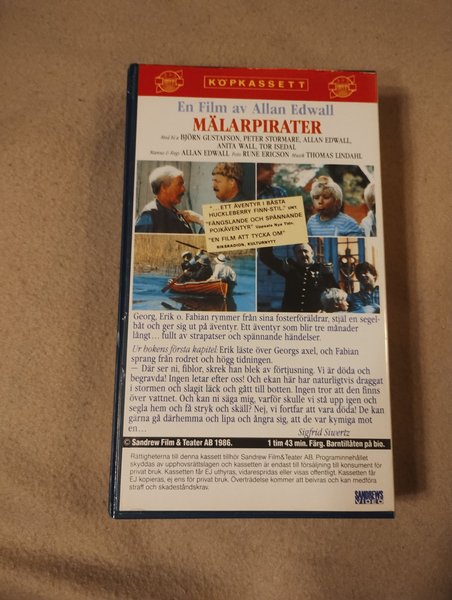 KÖPKASSETT
En Film av Allan Edwall
MÄLARPIRATER
Med bl a BJÖRN GUSTAFSON, PETER STORMARE, ALLAN EDWALL,
ANITA WALL, TOR ISEDAL
Manus & Regi ALLAN EDWALL Foto RUNE ERICSON Musik THOMAS LINDAHL
"... ETT ÄVENTYR I BÄSTA
HUCKLEBERRY FINN-STIL." UNT.
"FÄNGSLANDE OCH SPÄNNANDE
POJKÄVENTYR" Upsala Nya Tidn.
"EN FILM ATT TYCKA OM"
RIKSRADION, KULTURNYTT
Georg, Erik o. Fabian rymmer från sina fosterföräldrar, stjäl en segel-
båt och ger sig ut på äventyr. Ett äventyr som blir tre månader
långt... fullt av strapatser och spännande händelser.
Ur bokens första kapitel: Erik läste över Georgs axel, och Fabian
sprang från rodret och högg tidningen.
— Där ser ni, fiblor, skrek han blek av förtjusning. Vi är döda och
begravda! Ingen letar efter oss! Och ekan här har naturligtvis draggat
i stormen och slagit läck och gått till botten. Ingen tror att den finns
över vattnet. Och kan ni säga mig, varför skulle vi stå upp igen och
segla hem och få stryk och skäll? Nej, vi fortfar att vara döda! De kan
gärna gå därhemma och lipa och ångra sig, att de var kymiga mot
en...
Sigfrid Siwertz
© Sandrew Film & Teater AB 1986.
1 tim 43 min. Färg. Barntillåten på bio.
Rättigheterna till denna kassett tillhör Sandrew Film&Teater AB. Programinnehållet
skyddas av upphovsrättslagen och kassetten är endast till försäljning till konsument för
privat bruk. Kassetten får EJ uthyras, vidarespridas eller visas offentligt. Kassetten får
EJ kopieras, ej ens för privat bruk. Överträdelse kommer att beivras och kan medföra
straff och skadeståndskrav.
SANDREWS
VIDEO